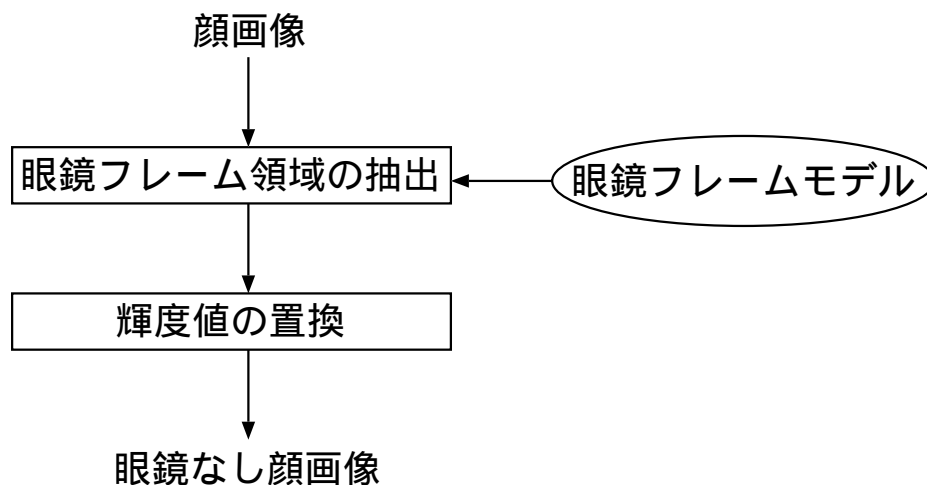 顔画像
眼鏡フレーム領域の抽出
眼鏡フレームモデル
輝度値の置換
眼鏡なし顔画像